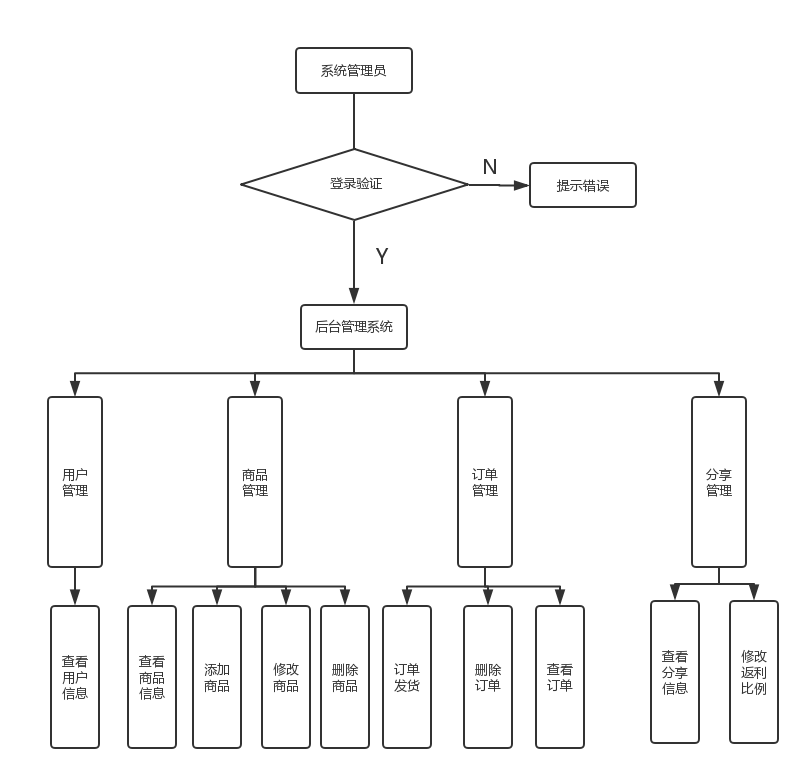 系统管理员
登录验证
N
提示错误
Y
后台管理系统
用户
管理
商品
管理
订单
管理
分享
管理
查看
用户
信息
查看
商品
信息
添加
商品
修改
商品
删除
商品
订单
发货
删除
订单
查看
订单
查看
分享
信息
修改
返利
比例